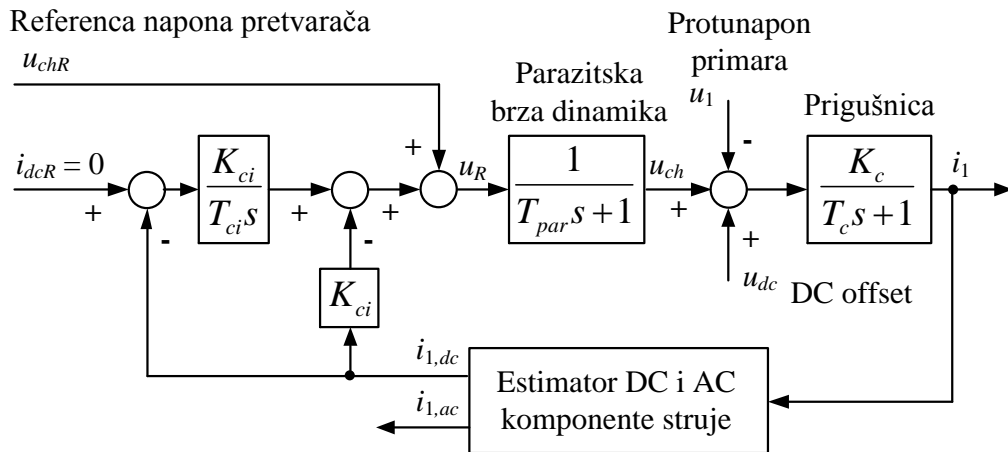 Referenca napona pretvarača
u_chR
Protunapon
primara
u_1
Parazitska
brza dinamika
Prigušnica
i_dcR = 0
+
-
K_ci
T_ci s
+
-
+
+
u_R
1
T_par s + 1
u_ch
+
-
+
K_c
T_c s + 1
i_1
K_ci
u_dc
DC offset
i_1,dc
i_1,ac
Estimator DC i AC
komponente struje